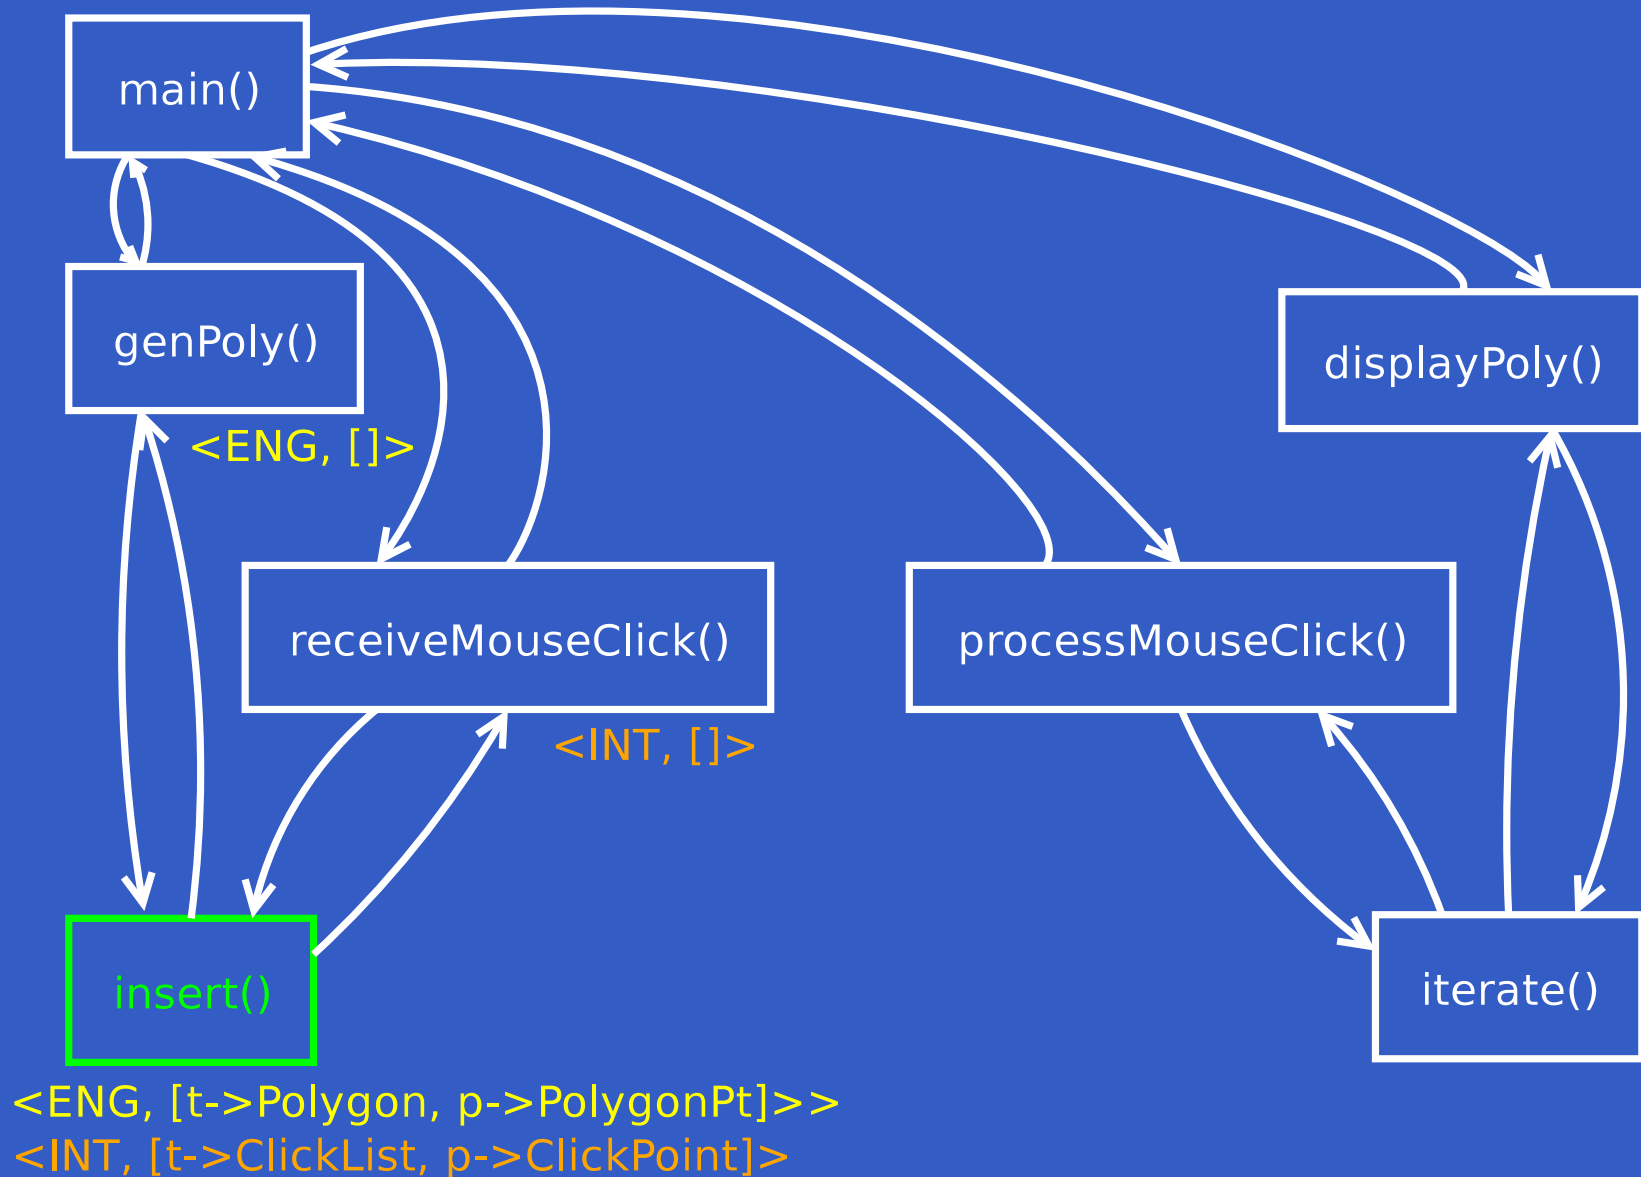 main()
genPoly()
displayPoly()
<ENG, []>
receiveMouseClick()
processMouseClick()
<INT, []>
insert()
iterate()
<ENG, [t->Polygon, p->PolygonPt]>>
<INT, [t->ClickList, p->ClickPoint]>